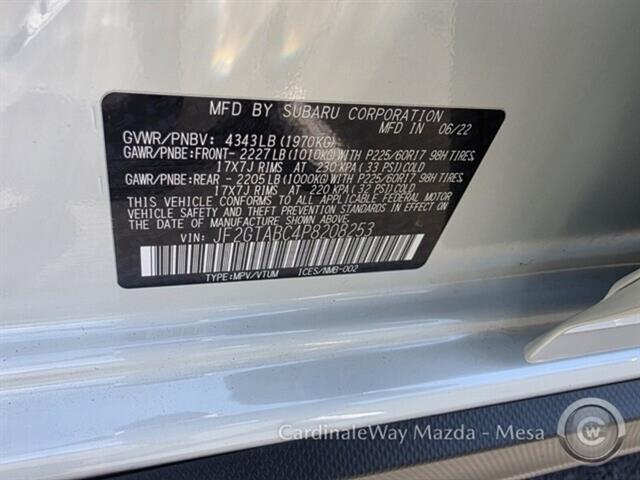 MFD BY SUBARU CORPORATION
MFD IN 06/22
GVWR/PNBV: 4343LB (1970KG)
GAWR/PNBE:FRONT- 2227LB(1010KG)WITH P225/60R17 98H TIRES,
17X7J RIMS AT 230 KPA (33 PSI)COLD
GAWR/PNBE:REAR -2205LB(1000KG)WITH P225/60R17 98H TIRES,
17X7J RIMS AT 220 KPA(32 PSI)COLD
THIS VEHICLE CONFORMS TO ALL APPLICABLE FEDERAL MOTOR
VEHICLE SAFETY, BUMPER, AND THEFT PREVENTION STANDARDS IN EFFECT
ON THE DATE OF MANUFACTURE SHOWN ABOVE.
VIN: JF2GTABC4P8208253
TYPE:MPV/VTUM ICES/NMB-002
CardinaleWay Mazda - Mesa
CW